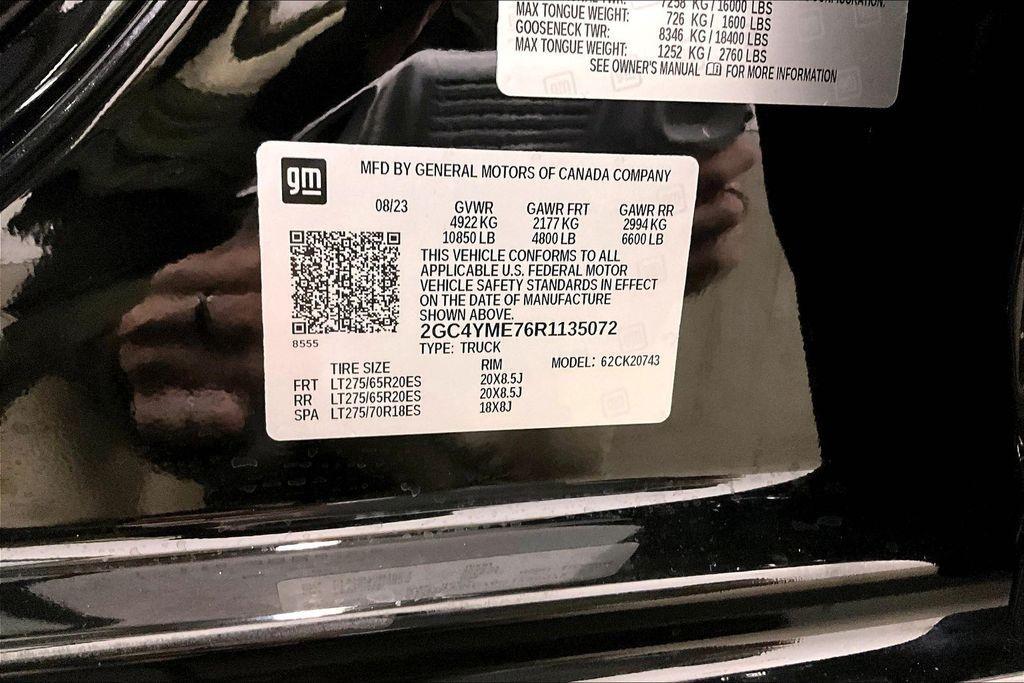 7258 KG/16000 LBS
MAX TONGUE WEIGHT: 726 KG/ 1600 LBS
GOOSENECK TWR: 8346 KG/18400 LBS
MAX TONGUE WEIGHT: 1252 KG/ 2760 LBS
SEE OWNER'S MANUAL FOR MORE INFORMATION
gm
MFD BY GENERAL MOTORS OF CANADA COMPANY
08/23 GVWR GAWR FRT GAWR RR
4922 KG 2177 KG 2994 KG
10850 LB 4800 LB 6600 LB
THIS VEHICLE CONFORMS TO ALL
APPLICABLE U.S. FEDERAL MOTOR
VEHICLE SAFETY STANDARDS IN EFFECT
ON THE DATE OF MANUFACTURE
SHOWN ABOVE.
2GC4YME76R1135072
8555
TYPE: TRUCK
TIRE SIZE RIM MODEL: 62CK20743
FRT LT275/65R20ES 20X8.5J
RR LT275/65R20ES 20X8.5J
SPA LT275/70R18ES 18X8J